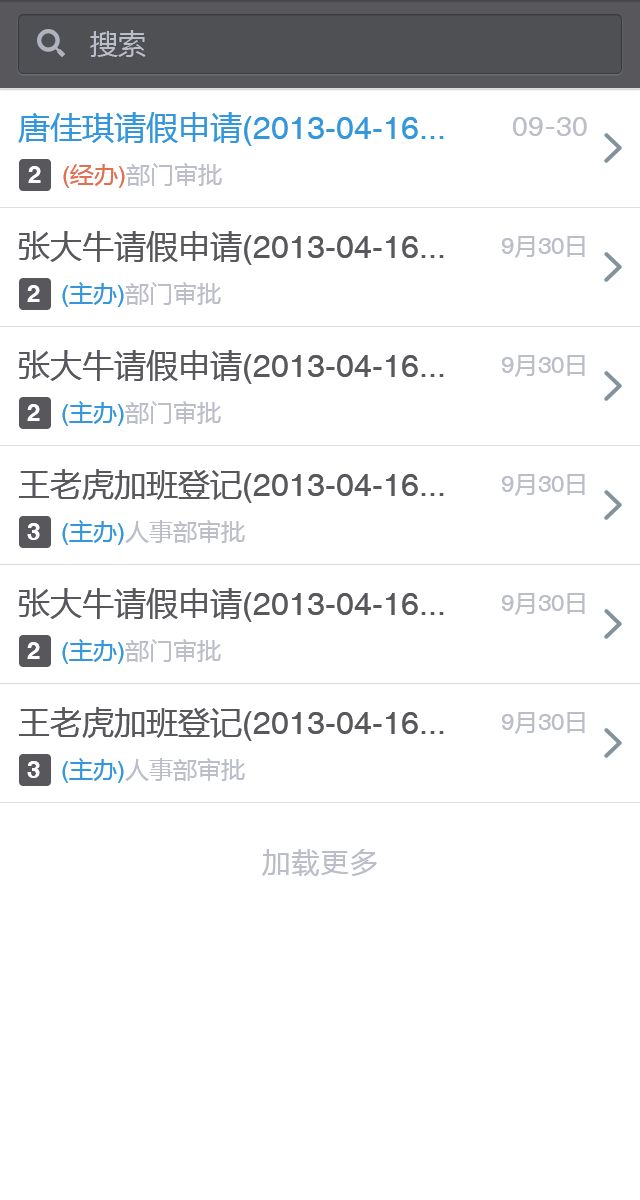 搜索
唐佳琪请假申请(2013-04-16... 09-30
2 (经办)部门审批
张大牛请假申请(2013-04-16... 9月30日
2 (主办)部门审批
张大牛请假申请(2013-04-16... 9月30日
2 (主办)部门审批
王老虎加班登记(2013-04-16... 9月30日
3 (主办)人事部审批
张大牛请假申请(2013-04-16... 9月30日
2 (主办)部门审批
王老虎加班登记(2013-04-16... 9月30日
3 (主办)人事部审批
加载更多